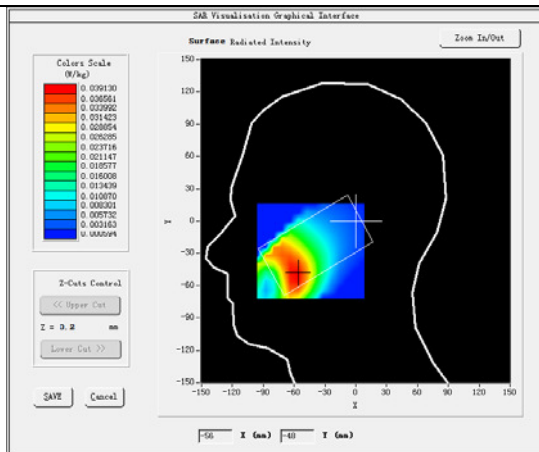 SAR Visualisation Graphical Interface
Surface Radiated Intensity
Zoom In/Out
Colors Scale
(W/kg)
0.039130
0.036561
0.033992
0.031423
0.028854
0.026285
0.023716
0.021147
0.018577
0.016008
0.013439
0.010870
0.008301
0.005732
0.003163
0.000594
Z-Cuts Control
<< Upper Cut
Z = 3.2 mm
Lower Cut >>
SAVE Cancel
150
120
90
60
30
0
-30
-60
-90
-120
-150
Y
-150 -120 -90 -60 -30 0 30 60 90 120 150
X
-56 X (mm) -48 Y (mm)